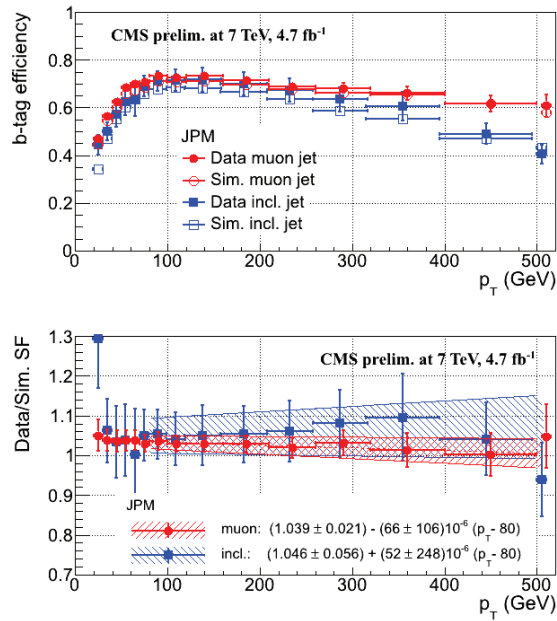 CMS prelim. at 7 TeV, 4.7 fb⁻¹
b-tag efficiency
1
0.8
0.6
0.4
0.2
0
JPM
Data muon jet
Sim. muon jet
Data incl. jet
Sim. incl. jet
0 100 200 300 400 500
p_T (GeV)
CMS prelim. at 7 TeV, 4.7 fb⁻¹
Data/Sim. SF
1.3
1.2
1.1
1
0.9
0.8
0.7
JPM
muon: (1.039 ± 0.021) - (66 ± 106)10⁻⁶ (p_T- 80)
incl.: (1.046 ± 0.056) + (52 ± 248)10⁻⁶ (p_T- 80)
0 100 200 300 400 500
p_T (GeV)